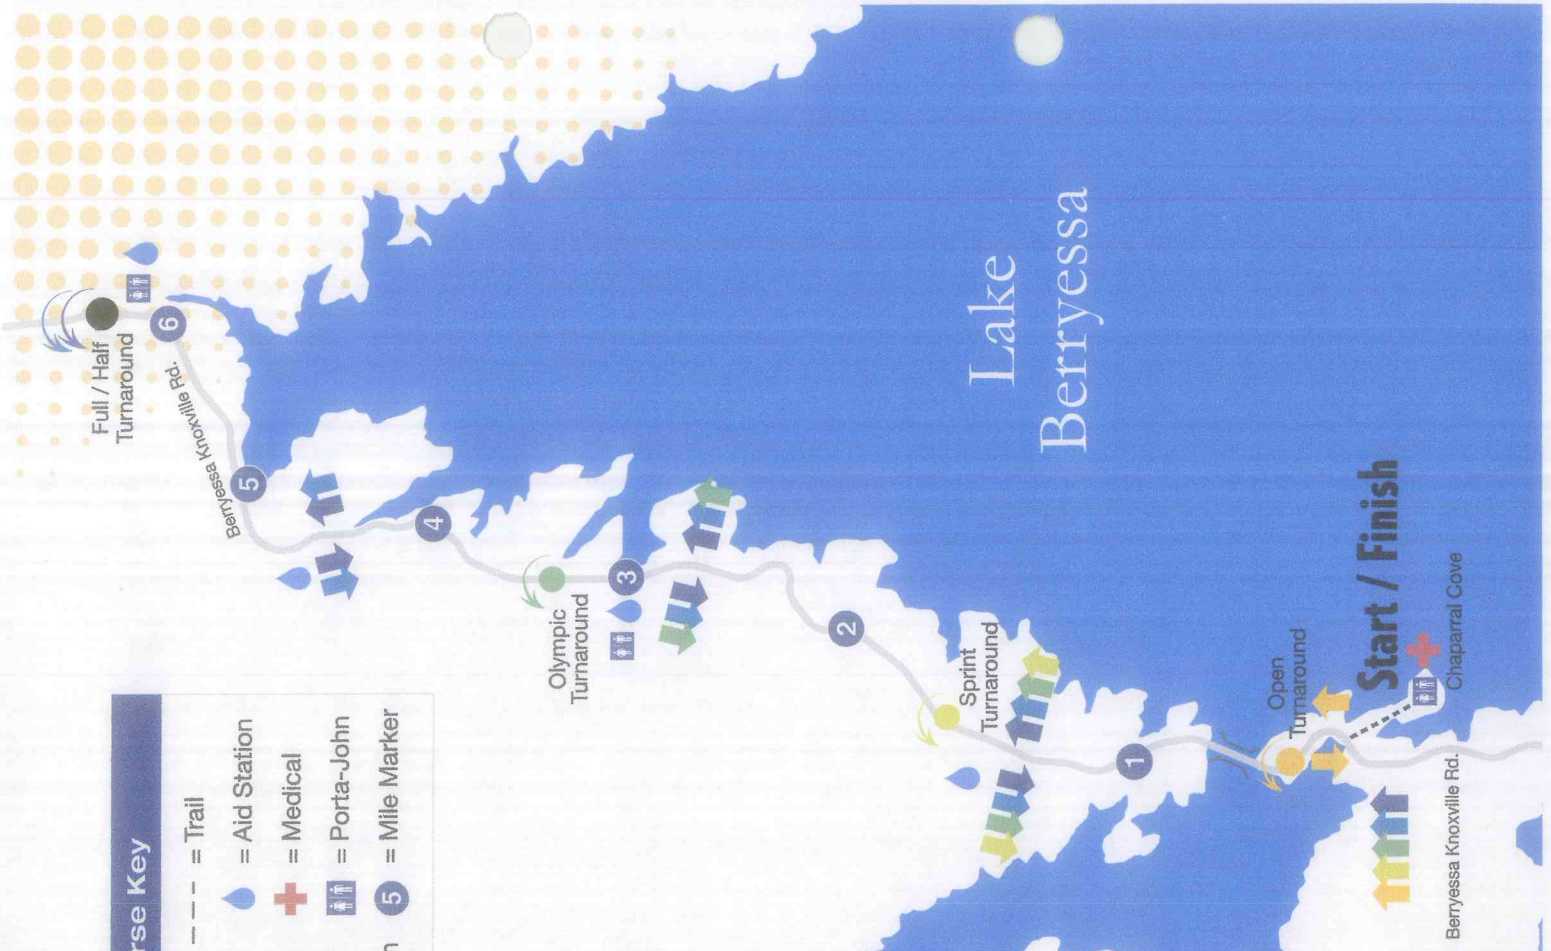 Full / Half
Turnaround
6
Berryessa Knoxville Rd.
5
4
Olympic
Turnaround
3
2
Sprint
Turnaround
1
Open
Turnaround
Lake
Berryessa
Start / Finish
Chaparral Cove
Berryessa Knoxville Rd.
rse Key
= Trail
= Aid Station
= Medical
= Porta-John
5 = Mile Marker
n